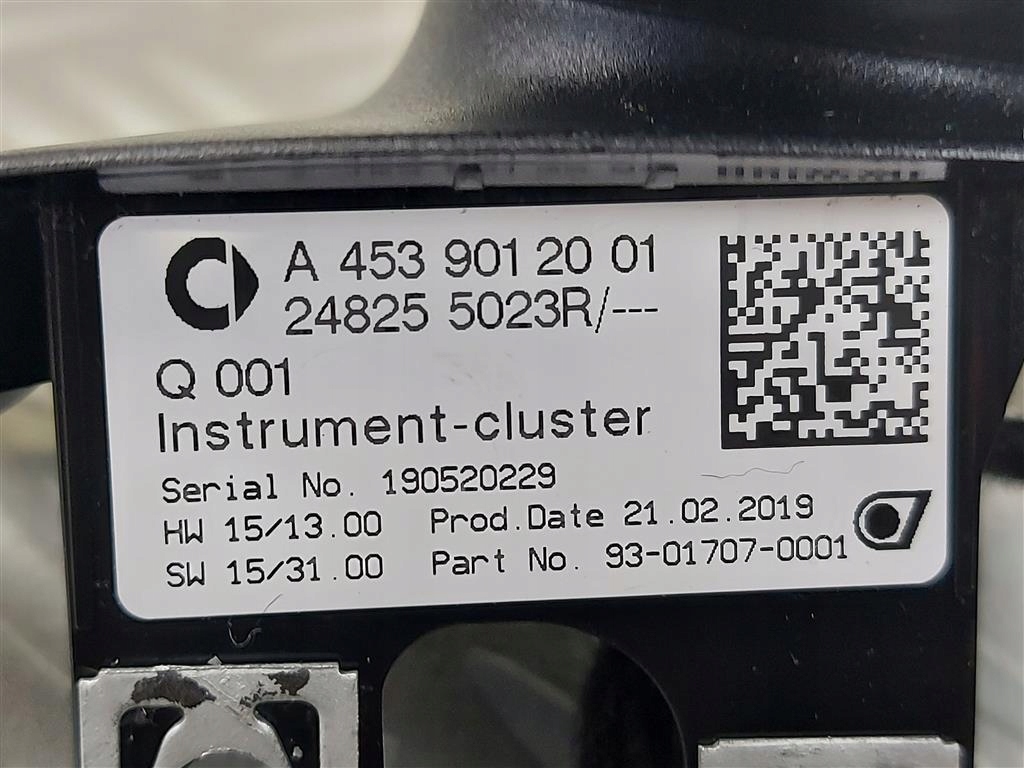 A 453 901 20 01
24825 5023R/---
Q 001
Instrument-cluster
Serial No. 190520229
HW 15/13.00 Prod.Date 21.02.2019
SW 15/31.00 Part No. 93-01707-0001